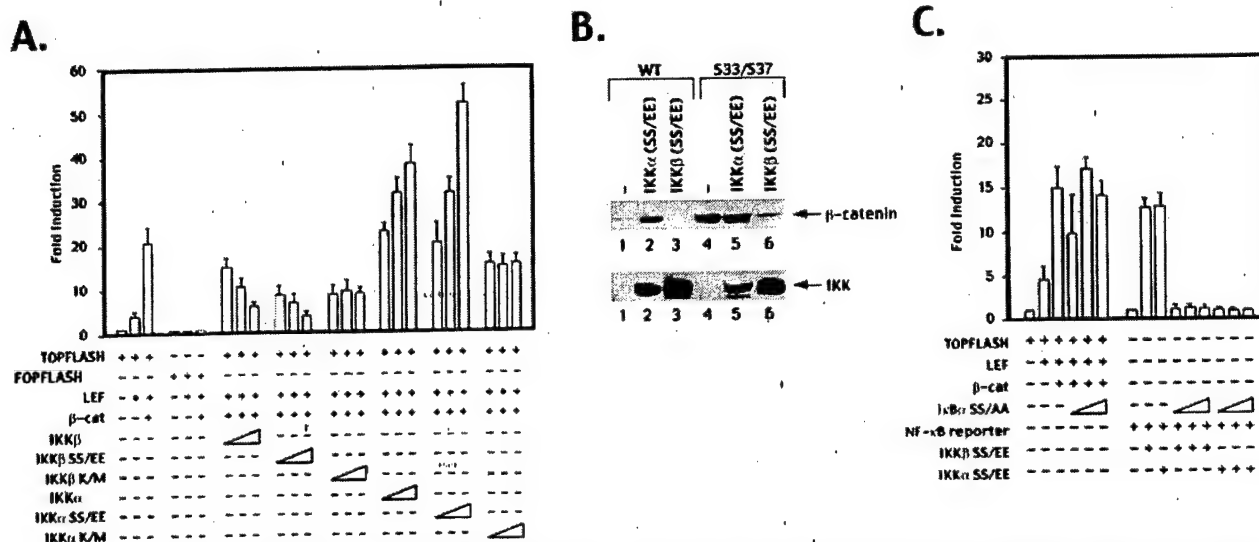 A.
60
50
40
30
20
10
0
Fold Induction
TOPFLASH + + + - - - + + + + + + + + + + + + + + + + + +
FOPFLASH - - - + + + - - - - - - - - - - - - - - - - - -
LEF - + + - + + + + + + + + + + + + + + + + + + + +
β-cat - - + - - + + + + + + + + + + + + + + + + + + +
IKKβ
IKKβ SS/EE
IKKβ K/M
IKKα
IKKα SS/EE
IKKα K/M
B.
WT S33/S37
– IKKα (SS/EE) IKKβ (SS/EE) – IKKα (SS/EE) IKKβ (SS/EE)
β-catenin
1 2 3 4 5 6
IKK
1 2 3 4 5 6
C.
30
25
20
15
10
5
0
Fold Induction
TOPFLASH + + + + + + - - - - - - - - -
LEF - + + + + + - - - - - - - - -
β-cat - - + + + + - - - - - - - - -
IκBα SS/AA - - - - - -
NF-κB reporter - - - - - - + + + + + + + + +
IKKβ SS/EE - - - - - - - + - + + + - - -
IKKα SS/EE - - - - - - - - + - - - + + +